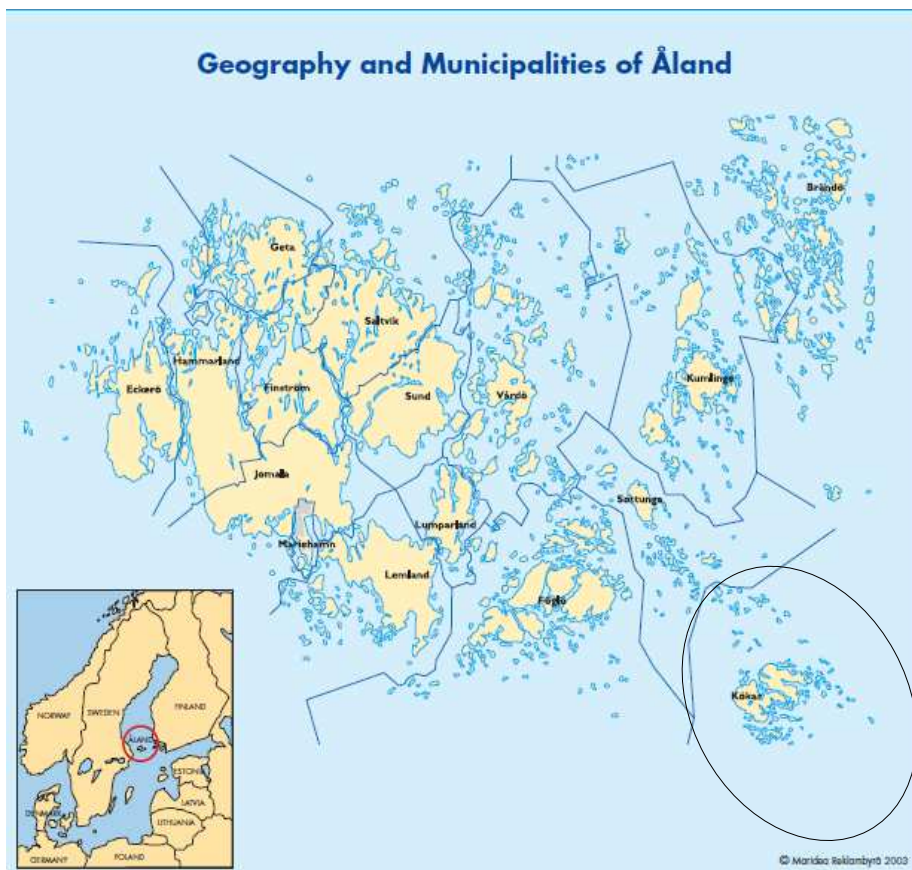 Geography and Municipalities of Åland
Brändö
Geta
Saltvik
Hammarland
Eckerö
Finström
Sund
Vårdö
Kumlinge
Jomala
Sottunga
Lumparland
Mariehamn
Lemland
Föglö
Kökar
NORWAY
SWEDEN
FINLAND
ÅLAND
ESTONIA
LATVIA
DENMARK
LITHUANIA
GERMANY
POLAND
© Maridea Reklambyrå 2003